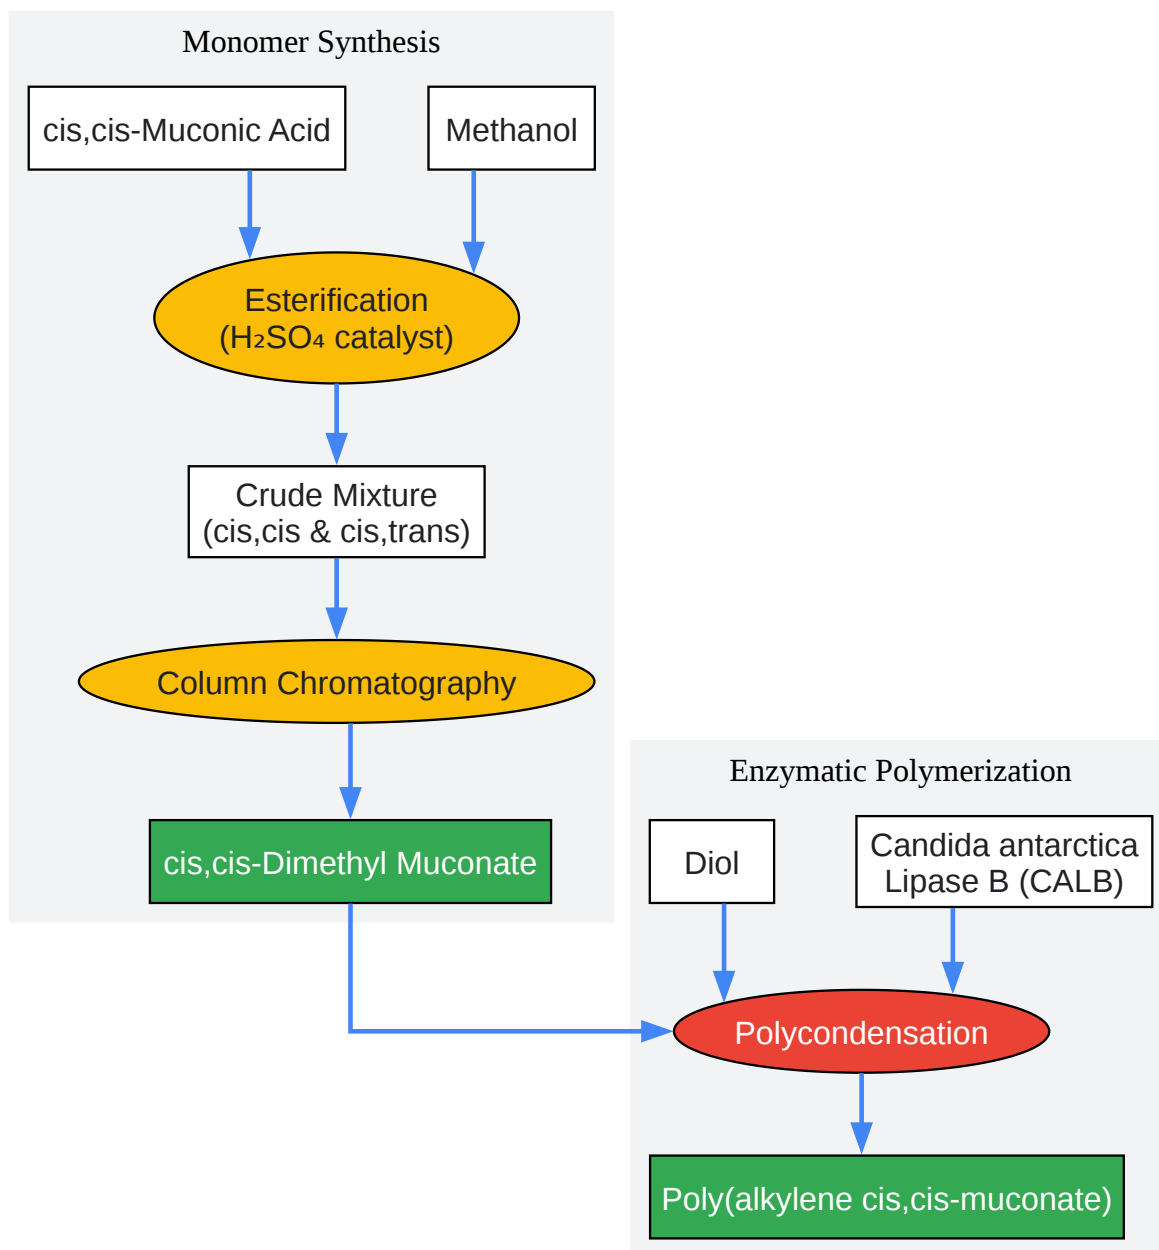 Monomer Synthesis
cis,cis-Muconic Acid
Methanol
Esterification
(H₂SO₄ catalyst)
Crude Mixture
(cis,cis & cis,trans)
Column Chromatography
cis,cis-Dimethyl Muconate
Enzymatic Polymerization
Diol
Candida antarctica
Lipase B (CALB)
Polycondensation
Poly(alkylene cis,cis-muconate)